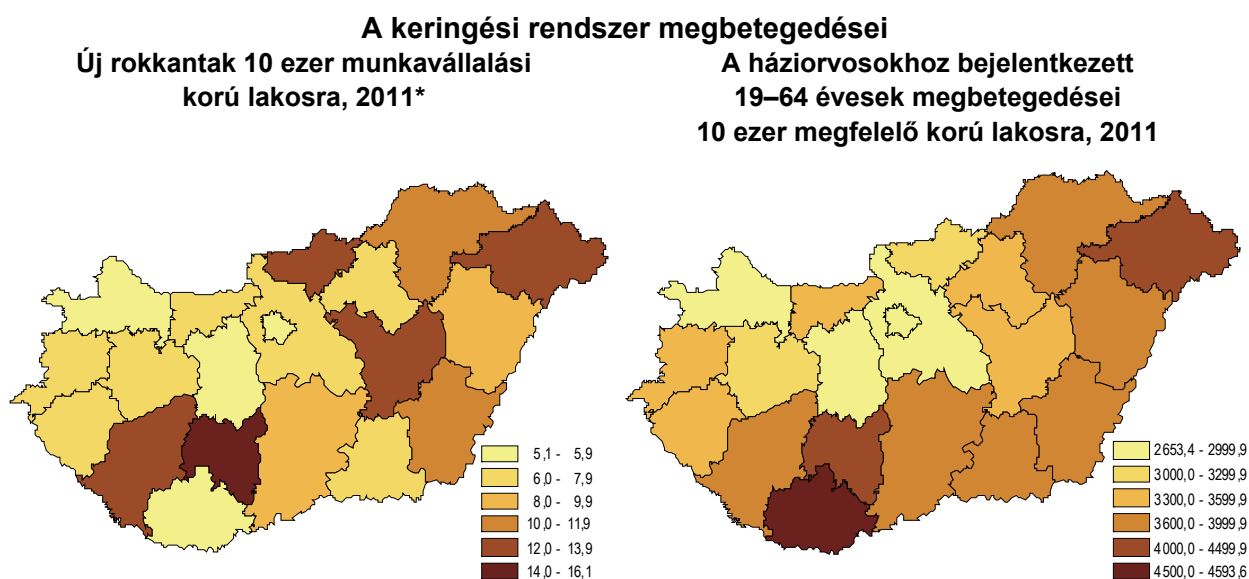 A keringési rendszer megbetegedései
Új rokkantak 10 ezer munkavállalási
korú lakosra, 2011*
A háziorvosokhoz bejelentkezett
19–64 évesek megbetegedései
10 ezer megfelelő korú lakosra, 2011
5,1 - 5,9
6,0 - 7,9
8,0 - 9,9
10,0 - 11,9
12,0 - 13,9
14,0 - 16,1
2653,4 - 2999,9
3000,0 - 3299,9
3300,0 - 3599,9
3600,0 - 3999,9
4000,0 - 4499,9
4500,0 - 4593,6